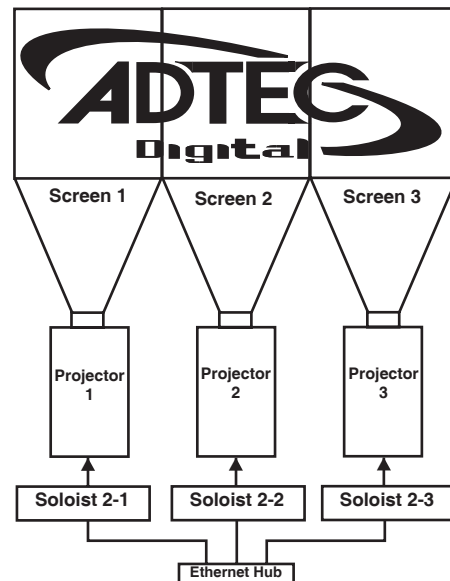 ADTEC
Digital
Screen 1
Screen 2
Screen 3
Projector
1
Projector
2
Projector
3
Soloist 2-1
Soloist 2-2
Soloist 2-3
Ethernet Hub